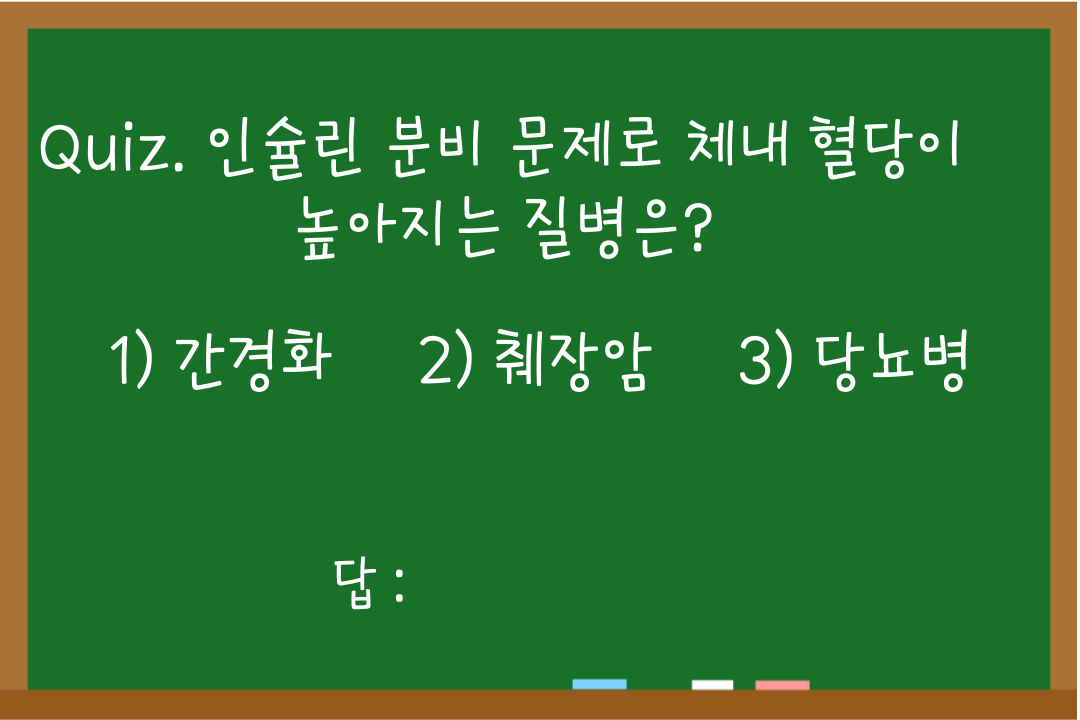 Quiz. 인슐린 분비 문제로 체내 혈당이
높아지는 질병은?
1) 간경화 2) 췌장암 3) 당뇨병
답 :